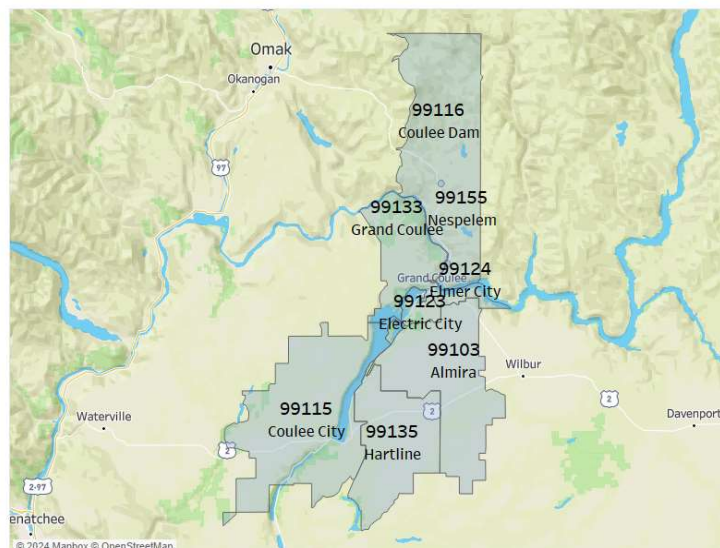 Omak
Okanogan
99116
Coulee Dam
97
99155
99133
Nespelem
Grand Coulee
Grand Coulee
99124
Elmer City
99123
Electric City
99103
Almira
Wilbur
2
99115
Coulee City
2
Waterville
99135
Hartline
2
Davenport
2-97
enatchee
© 2024 Mapbox © OpenStreetMap